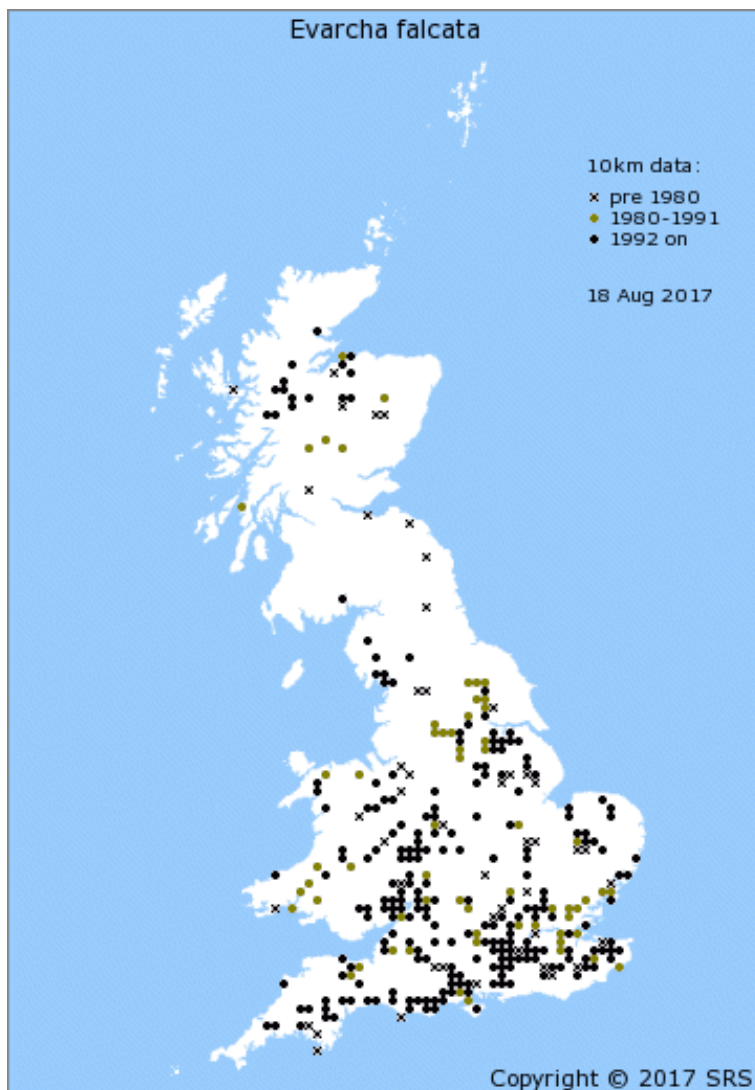 Evarcha falcata
10km data:
pre 1980
1980-1991
1992 on
18 Aug 2017
Copyright © 2017 SRS